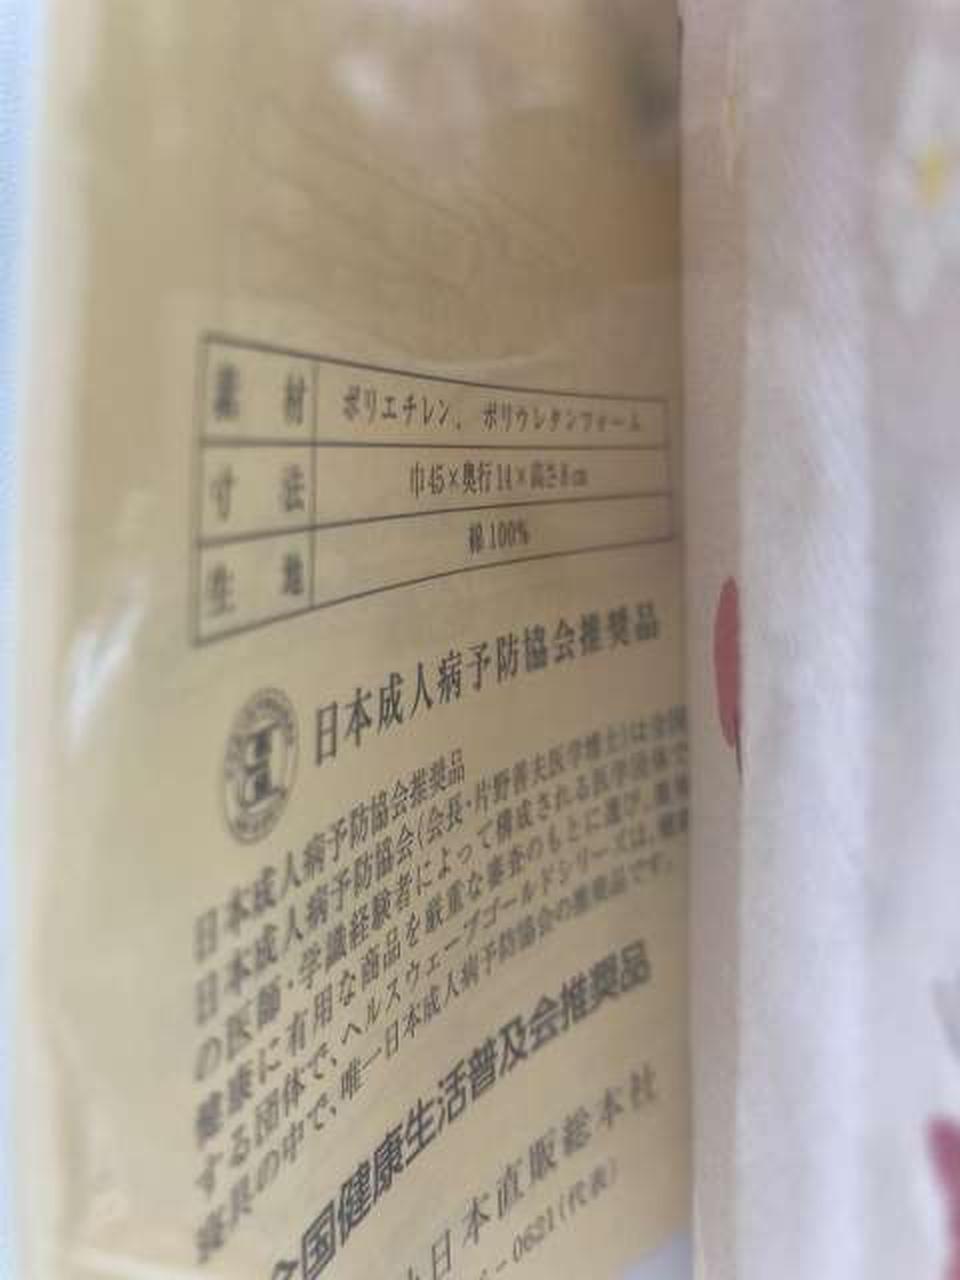 素材 ポリエチレン、ポリウレタンフォーム
寸法 巾45×奥行14×高さ8cm
生地 綿100%
日本成人病予防協会推奨品
日本成人病予防協会推奨品
日本成人病予防協会(会長・片野善夫医学博士)は全国
の医師・学識経験者によって構成される医学団体で
健康に有用な商品を厳重な審査のもとに選び、推奨
する団体で、ヘルスウェーブゴールドシリーズは、
寝具の中で、唯一日本成人病予防協会の推奨品です。
全国健康生活普及会推奨品
日本直販総本社
-0621(代表)